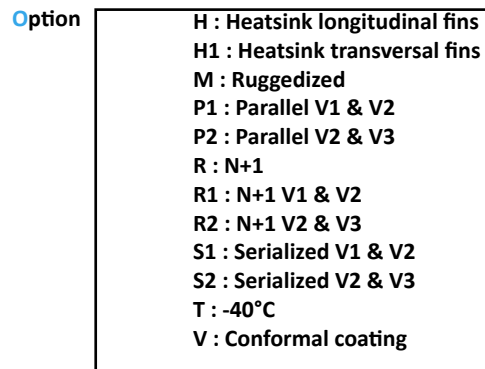 Option
H : Heatsink longitudinal fins
H1 : Heatsink transversal fins
M : Ruggedized
P1 : Parallel V1 & V2
P2 : Parallel V2 & V3
R : N+1
R1 : N+1 V1 & V2
R2 : N+1 V2 & V3
S1 : Serialized V1 & V2
S2 : Serialized V2 & V3
T : -40°C
V : Conformal coating